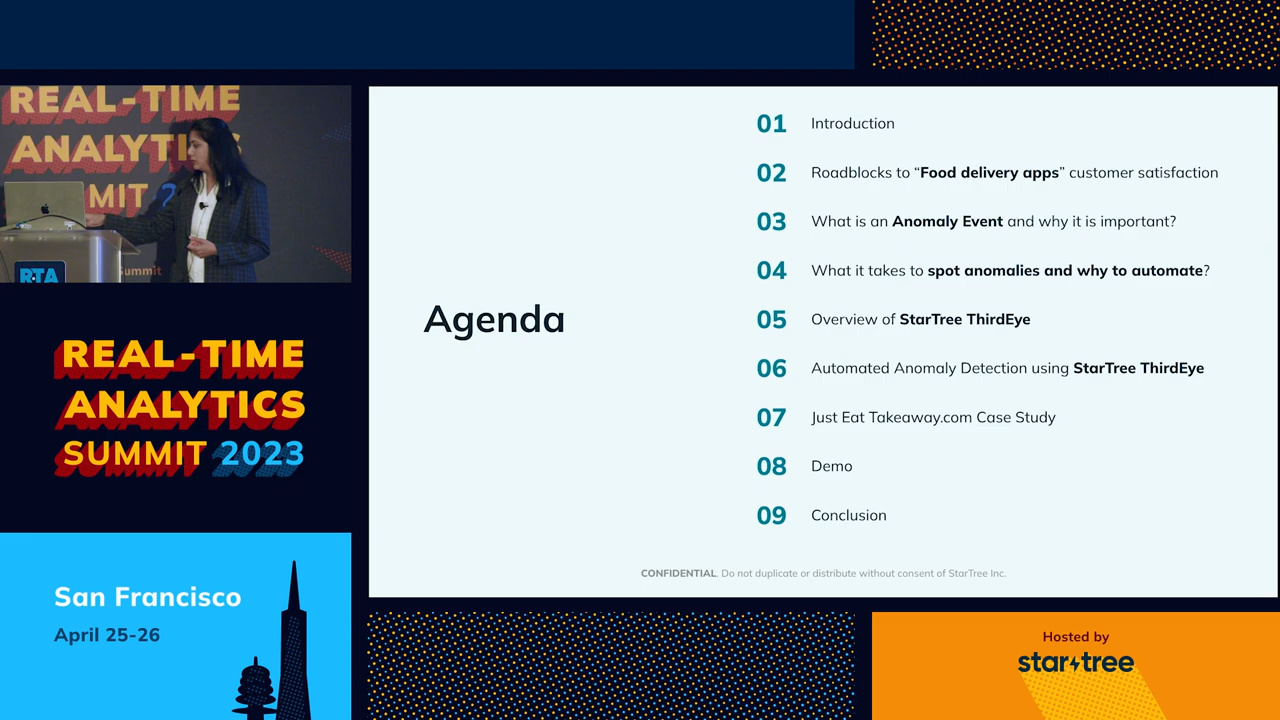 REAL-TIME
ANALYTICS
MIT 2
RTA
Summit
REAL-TIME
ANALYTICS
SUMMIT 2023
San Francisco
April 25-26
Agenda
01 Introduction
02 Roadblocks to “Food delivery apps” customer satisfaction
03 What is an Anomaly Event and why it is important?
04 What it takes to spot anomalies and why to automate?
05 Overview of StarTree ThirdEye
06 Automated Anomaly Detection using StarTree ThirdEye
07 Just Eat Takeaway.com Case Study
08 Demo
09 Conclusion
CONFIDENTIAL. Do not duplicate or distribute without consent of StarTree Inc.
Hosted by
startree